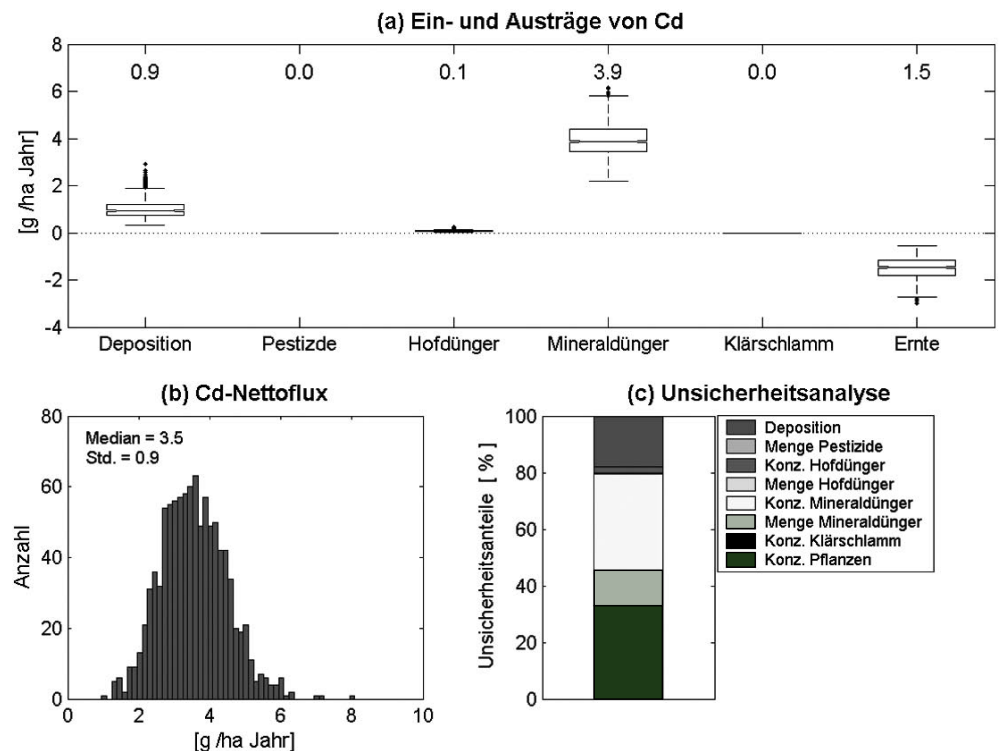 (a) Ein- und Austräge von Cd
8
6
4
2
0
-2
-4
[g /ha Jahr]
0.9 0.0 0.1 3.9 0.0 1.5
Deposition Pestizde Hofdünger Mineraldünger Klärschlamm Ernte
(b) Cd-Nettoflux
Median = 3.5
Std. = 0.9
80
60
40
20
0
Anzahl
0 2 4 6 8 10
[g /ha Jahr]
(c) Unsicherheitsanalyse
100
80
60
40
20
0
Unsicherheitsanteile [ % ]
Deposition
Menge Pestizide
Konz. Hofdünger
Menge Hofdünger
Konz. Mineraldünger
Menge Mineraldünger
Konz. Klärschlamm
Konz. Pflanzen